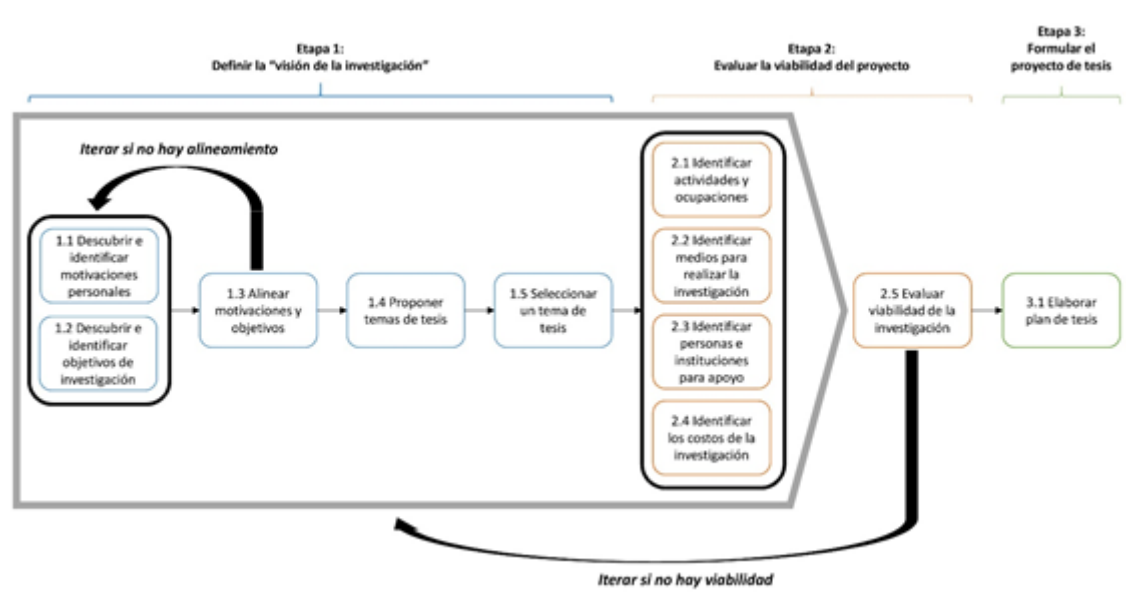 Etapa 1:
Definir la “visión de la investigación”
Etapa 2:
Evaluar la viabilidad del proyecto
Etapa 3:
Formular el
proyecto de tesis
Iterar si no hay alineamiento
1.1 Descubrir e
identificar
motivaciones
personales
1.2 Descubrir e
identificar
objetivos de
investigación
1.3 Alinear
motivaciones y
objetivos
1.4 Proponer
temas de tesis
1.5 Seleccionar
un tema de
tesis
2.1 Identificar
actividades y
ocupaciones
2.2 Identificar
medios para
realizar la
investigación
2.3 Identificar
personas e
instituciones
para apoyo
2.4 Identificar
los costos de la
investigación
2.5 Evaluar
viabilidad de la
investigación
3.1 Elaborar
plan de tesis
Iterar si no hay viabilidad